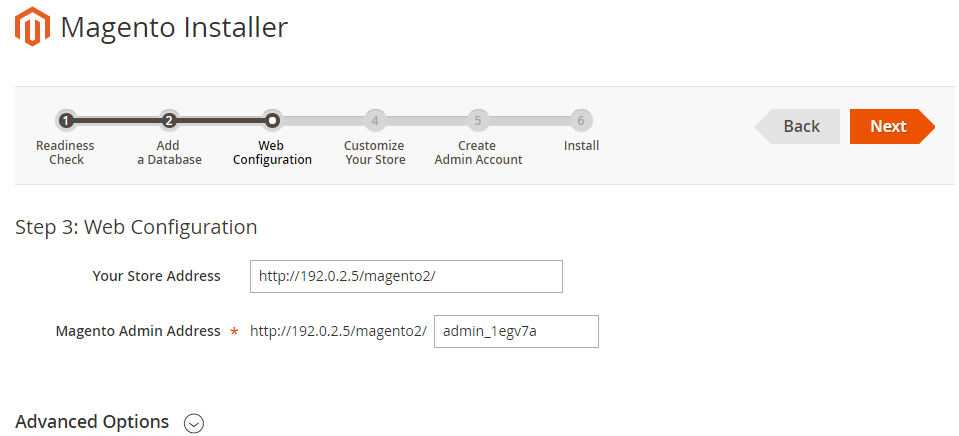 Magento Installer
1 2 4 5 6
Readiness Check
Add a Database
Web Configuration
Customize Your Store
Create Admin Account
Install
Back
Next
Step 3: Web Configuration
Your Store Address http://192.0.2.5/magento2/
Magento Admin Address * http://192.0.2.5/magento2/ admin_1egv7a
Advanced Options